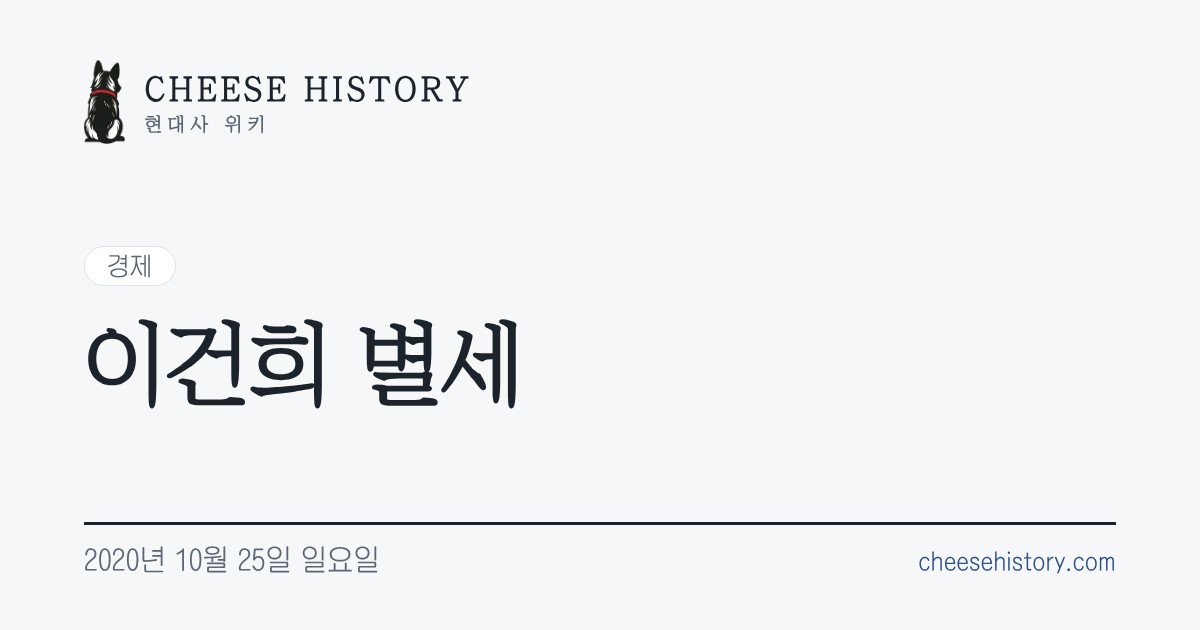 CHEESE HISTORY
현대사 위키
경제
이건희 별세
2020년 10월 25일 일요일
cheesehistory.com